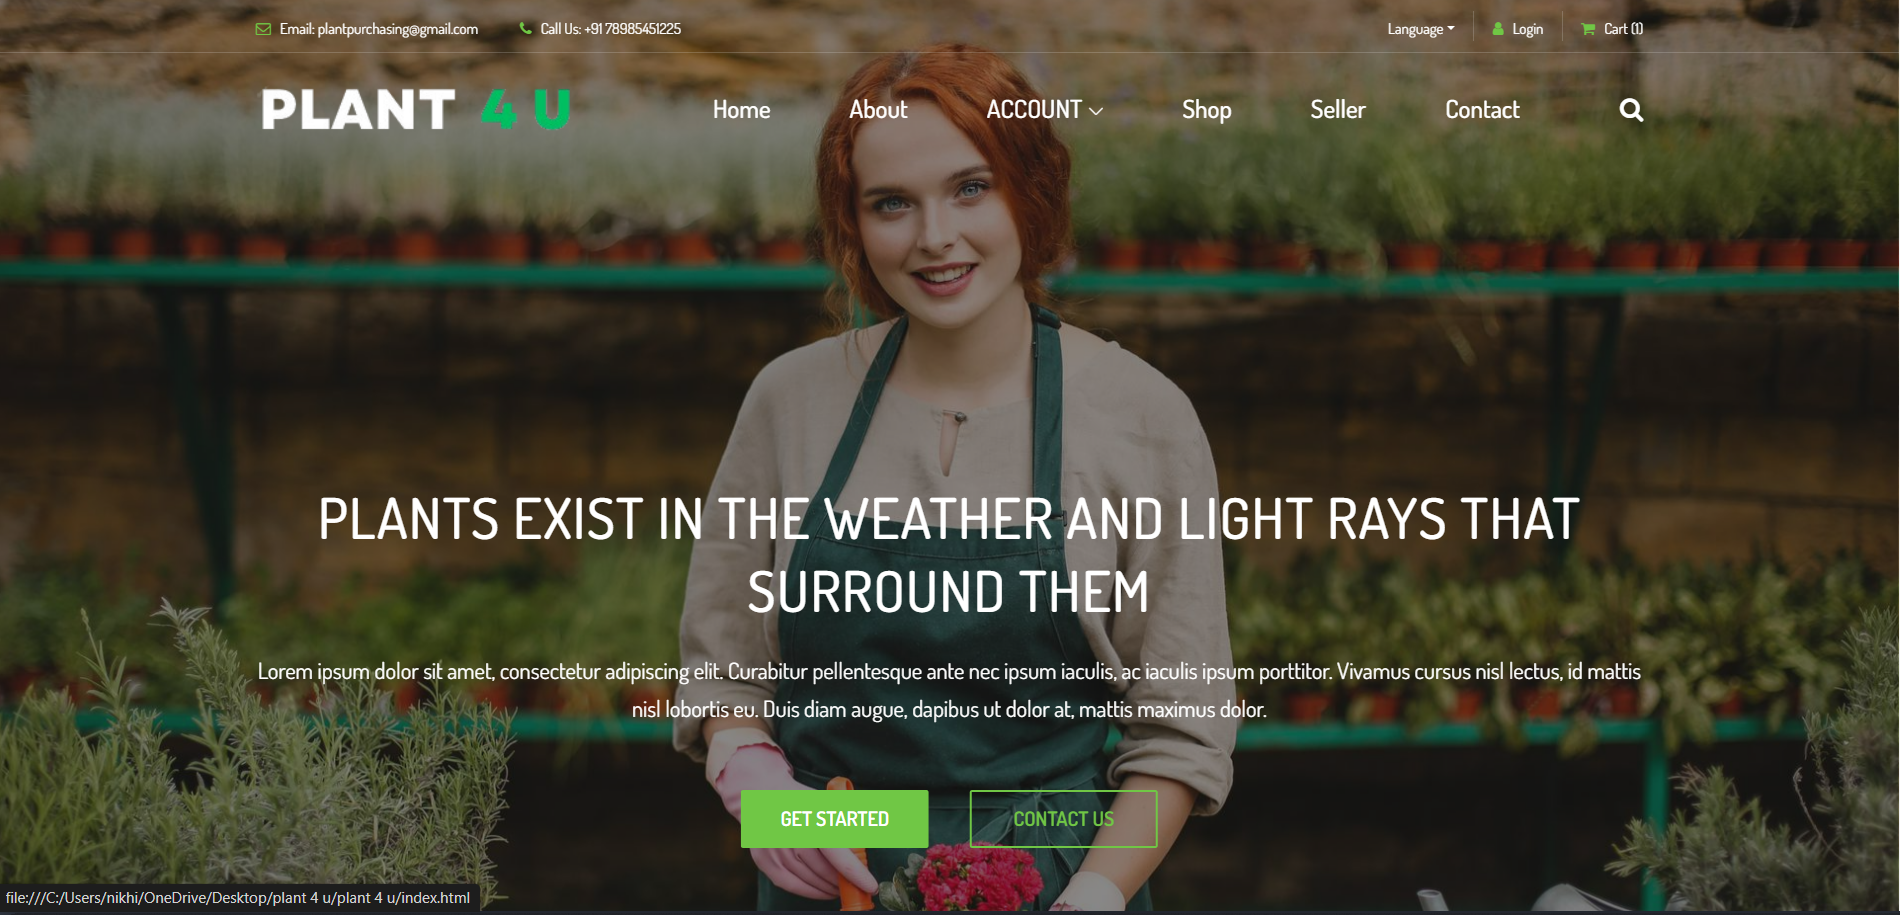 Email: plantpurchasing@gmail.com Call Us: +91 78985451225 Language Login Cart (1)
PLANT 4 U Home About ACCOUNT Shop Seller Contact
PLANTS EXIST IN THE WEATHER AND LIGHT RAYS THAT
SURROUND THEM
Lorem ipsum dolor sit amet, consectetur adipiscing elit. Curabitur pellentesque ante nec ipsum iaculis, ac iaculis ipsum porttitor. Vivamus cursus nisl lectus, id mattis
nisl lobortis eu. Duis diam augue, dapibus ut dolor at, mattis maximus dolor.
GET STARTED CONTACT US
file:///C:/Users/nikhi/OneDrive/Desktop/plant 4 u/plant 4 u/index.html